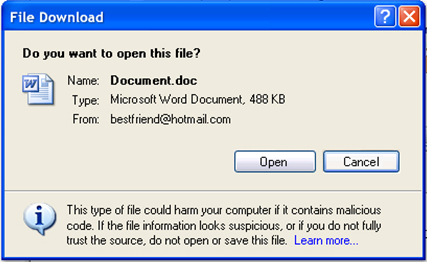 File Download
Do you want to open this file?
Name: Document.doc
Type: Microsoft Word Document, 488 KB
From: bestfriend@hotmail.com
Open Cancel
This type of file could harm your computer if it contains malicious
code. If the file information looks suspicious, or if you do not fully
trust the source, do not open or save this file. Learn more...